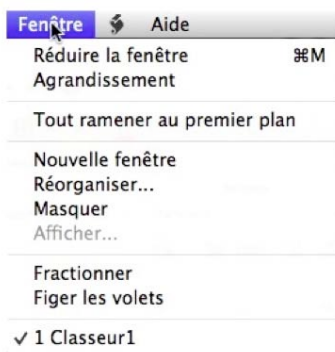 Fenêtre Aide
Réduire la fenêtre ⌘M
Agrandissement
Tout ramener au premier plan
Nouvelle fenêtre
Réorganiser...
Masquer
Afficher...
Fractionner
Figer les volets
✓ 1 Classeur1